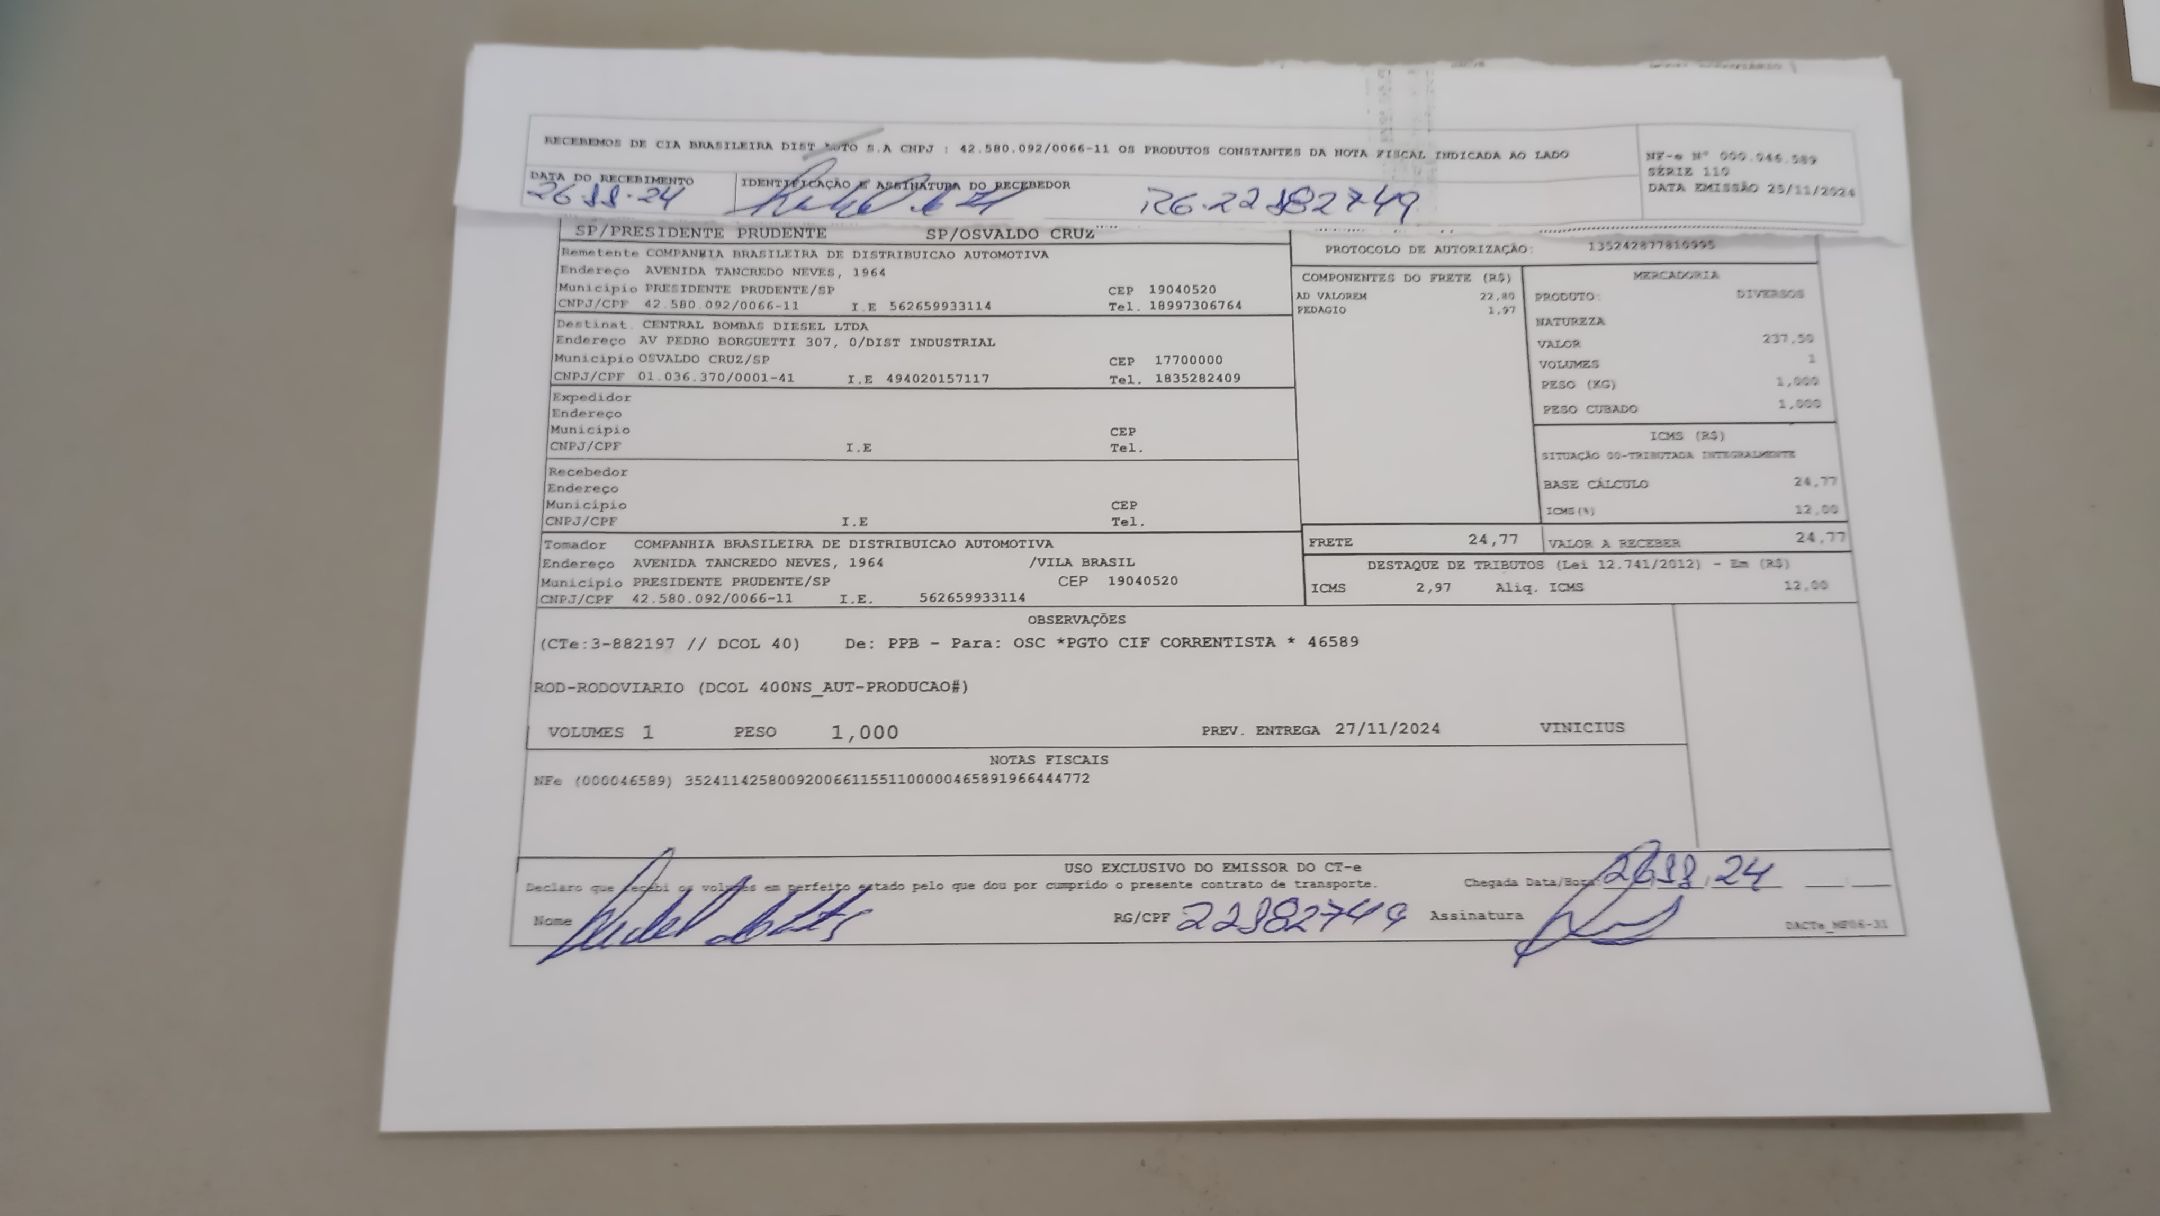 RECEBEMOS DE CIA BRASILEIRA DIST AUTO S.A CNPJ : 42.580.092/0066-11 OS PRODUTOS CONSTANTES DA NOTA FISCAL INDICADA AO LADO
NF-e Nº 000.046.589
SÉRIE 110
DATA EMISSÃO 25/11/2024
DATA DO RECEBIMENTO
26.11.24
IDENTIFICAÇÃO E ASSINATURA DO RECEBEDOR
RG.22182749
SP/PRESIDENTE PRUDENTE SP/OSVALDO CRUZ
PROTOCOLO DE AUTORIZAÇÃO: 135242877810995
Remetente COMPANHIA BRASILEIRA DE DISTRIBUICAO AUTOMOTIVA
Endereço AVENIDA TANCREDO NEVES, 1964
Município PRESIDENTE PRUDENTE/SP CEP 19040520
CNPJ/CPF 42.580.092/0066-11 I.E 562659933114 Tel. 18997306764
Destinat. CENTRAL BOMBAS DIESEL LTDA
Endereço AV PEDRO BORGUETTI 307, 0/DIST INDUSTRIAL
Município OSVALDO CRUZ/SP CEP 17700000
CNPJ/CPF 01.036.370/0001-41 I.E 494020157117 Tel. 1835282409
Expedidor
Endereço
Município CEP
CNPJ/CPF I.E Tel.
Recebedor
Endereço
Município CEP
CNPJ/CPF I.E Tel.
Tomador COMPANHIA BRASILEIRA DE DISTRIBUICAO AUTOMOTIVA
Endereço AVENIDA TANCREDO NEVES, 1964 /VILA BRASIL
Município PRESIDENTE PRUDENTE/SP CEP 19040520
CNPJ/CPF 42.580.092/0066-11 I.E. 562659933114
COMPONENTES DO FRETE (R$)
AD VALOREM 22,80
PEDAGIO 1,97
MERCADORIA
PRODUTO: DIVERSOS
NATUREZA
VALOR 237,50
VOLUMES 1
PESO (KG) 1,000
PESO CUBADO 1,000
ICMS (R$)
SITUAÇÃO 00-TRIBUTADA INTEGRALMENTE
BASE CÁLCULO 24,77
ICMS(%) 12,00
FRETE 24,77 VALOR A RECEBER 24,77
DESTAQUE DE TRIBUTOS (Lei 12.741/2012) - Em (R$)
ICMS 2,97 Aliq. ICMS 12,00
OBSERVAÇÕES
(CTe:3-882197 // DCOL 40) De: PPB - Para: OSC *PGTO CIF CORRENTISTA * 46589
ROD-RODOVIARIO (DCOL 400NS_AUT-PRODUCAO#)
VOLUMES 1 PESO 1,000 PREV. ENTREGA 27/11/2024 VINICIUS
NOTAS FISCAIS
NFe (000046589) 35241142580092006611551100000465891966444772
USO EXCLUSIVO DO EMISSOR DO CT-e
Declaro que recebi os volumes em perfeito estado pelo que dou por cumprido o presente contrato de transporte.
Chegada Data/Hora 26.11.24
Nome
RG/CPF 22182749 Assinatura
DACTe_MF06-31